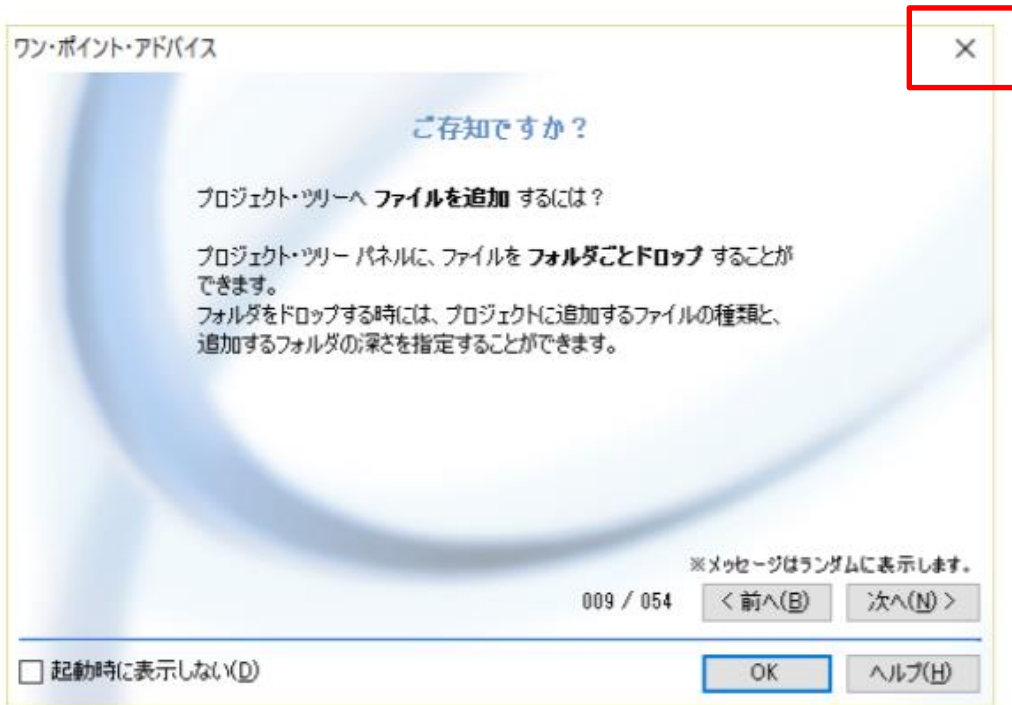 ワン・ポイント・アドバイス
ご存知ですか？
プロジェクト・ツリーへ ファイルを追加 するには？
プロジェクト・ツリー パネルに、ファイルを フォルダごとドロップ することが
できます。
フォルダをドロップする時には、プロジェクトに追加するファイルの種類と、
追加するフォルダの深さを指定することができます。
※メッセージはランダムに表示します。
009 / 054 < 前へ(B) 次へ(N) >
起動時に表示しない(D) OK ヘルプ(H)